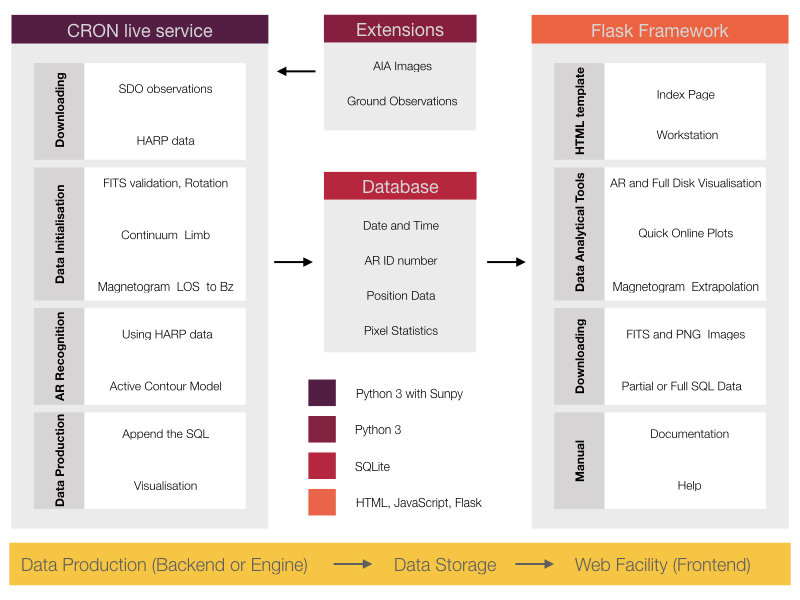 CRON live service
Downloading
SDO observations
HARP data
Data Initialisation
FITS validation, Rotation
Continuum Limb
Magnetogram LOS to Bz
AR Recognition
Using HARP data
Active Contour Model
Data Production
Append the SQL
Visualisation
Extensions
AIA Images
Ground Observations
Database
Date and Time
AR ID number
Position Data
Pixel Statistics
Python 3 with Sunpy
Python 3
SQLite
HTML, JavaScript, Flask
Flask Framework
HTML template
Index Page
Workstation
Data Analytical Tools
AR and Full Disk Visualisation
Quick Online Plots
Magnetogram Extrapolation
Downloading
FITS and PNG Images
Partial or Full SQL Data
Manual
Documentation
Help
Data Production (Backend or Engine)
Data Storage
Web Facility (Frontend)